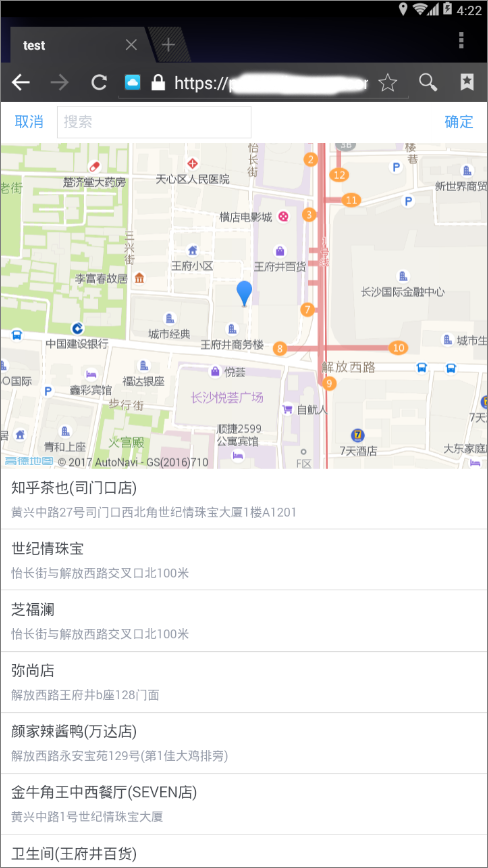 4:22
test
https://
取消
搜索
确定
老街
楚济堂大药房
天心区人民医院
怡长街
2
36
12
楼巷
P
新世界商贸
11
P
三兴街
横店电影城
3
王府小区
王府井百货
李富春故居
长沙国际金融中心
城市经典
7
中国建设银行
王府井商务楼
8
10
城市生
解放西路
O国际
福达银座
悦荟
9
P
鑫彩宾馆
步行街
长沙悦荟广场
自航人
7天
青和上座
火宫殿
顺捷2599
公寓宾馆
7天酒店
F区
大东家庭
高德地图 © 2017 AutoNavi - GS(2016)710
知乎茶也(司门口店)
黄兴中路27号司门口西北角世纪情珠宝大厦1楼A1201
世纪情珠宝
怡长街与解放西路交叉口北100米
芝福澜
怡长街与解放西路交叉口北100米
弥尚店
解放西路王府井b座128门面
颜家辣酱鸭(万达店)
解放西路永安宝苑129号(第1佳大鸡排旁)
金牛角王中西餐厅(SEVEN店)
黄兴中路1号世纪情珠宝大厦
卫生间(王府井百货)